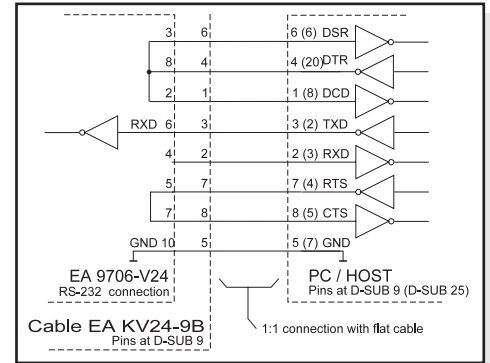 3 6 6 (6) DSR
8 4 4 (20) DTR
2 1 1 (8) DCD
RXD 6 3 3 (2) TXD
4 2 2 (3) RXD
5 7 7 (4) RTS
7 8 8 (5) CTS
GND 10 5 5 (7) GND
EA 9706-V24
RS-232 connection
PC / HOST
Pins at D-SUB 9 (D-SUB 25)
Cable EA KV24-9B
Pins at D-SUB 9
1:1 connection with flat cable